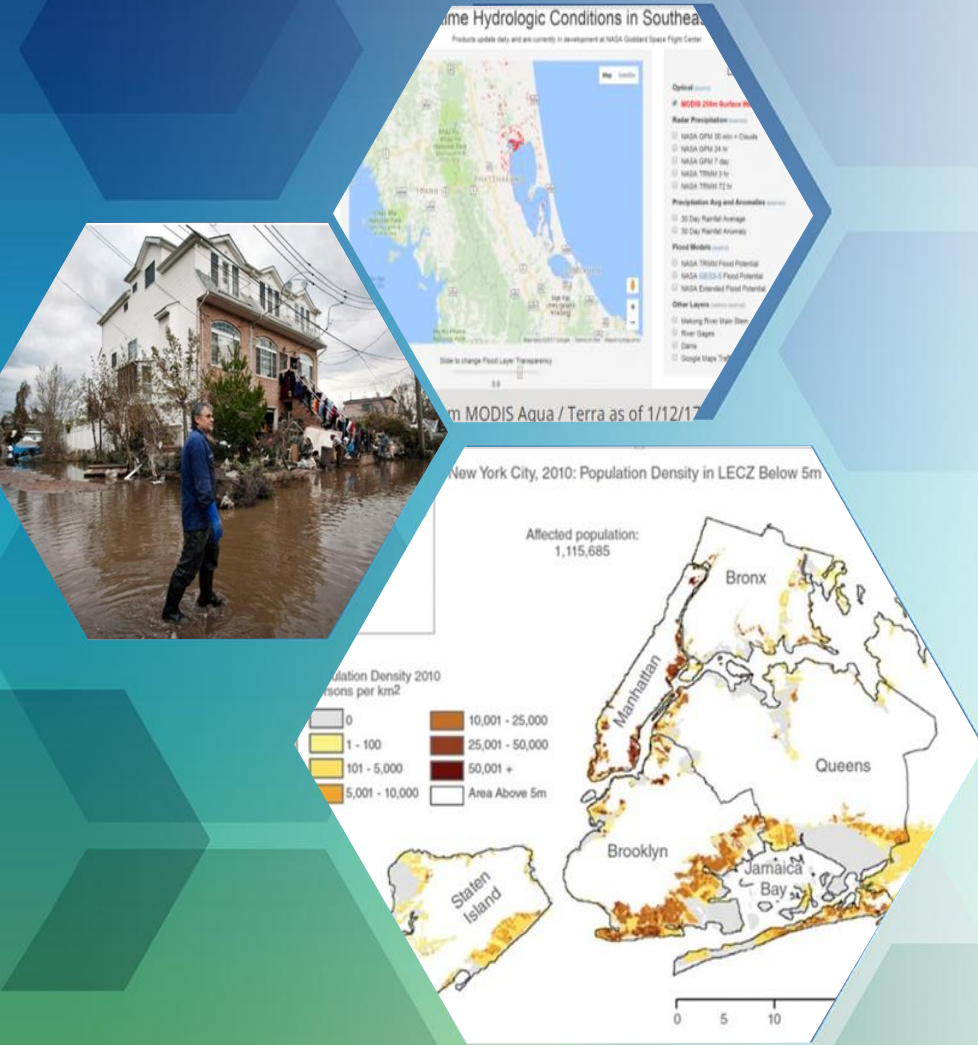 ime Hydrologic Conditions in Southeas
Products update daily and are currently in development at NASA Goddard Space Flight Center
Map
Optical
MODIS 250m Surface
Radar Precipitation
NASA GPM 30 min + Clouds
NASA GPM 24 hr
NASA GPM 7 day
NASA TRMM 3 hr
NASA TRMM 72 hr
Precipitation Avg and Anomalies
30 Day Rainfall Average
30 Day Rainfall Anomaly
Flood Models
NASA TRMM Flood Potential
NASA GEOS-5 Flood Potential
NASA Extended Flood Potential
Other Layers
Mekong River Main Stem
River Gages
Dams
Google Maps Traf
Slide to change Flood Layer Transparency
m MODIS Aqua / Terra as of 1/12/17
New York City, 2010: Population Density in LECZ Below 5m
Affected population:
1,115,685
Bronx
Manhattan
Queens
Brooklyn
Jamaica
Bay
Staten
Island
ulation Density 2010
rsons per km2
0
1 - 100
101 - 5,000
5,001 - 10,000
10,001 - 25,000
25,001 - 50,000
50,001 +
Area Above 5m
0 5 10